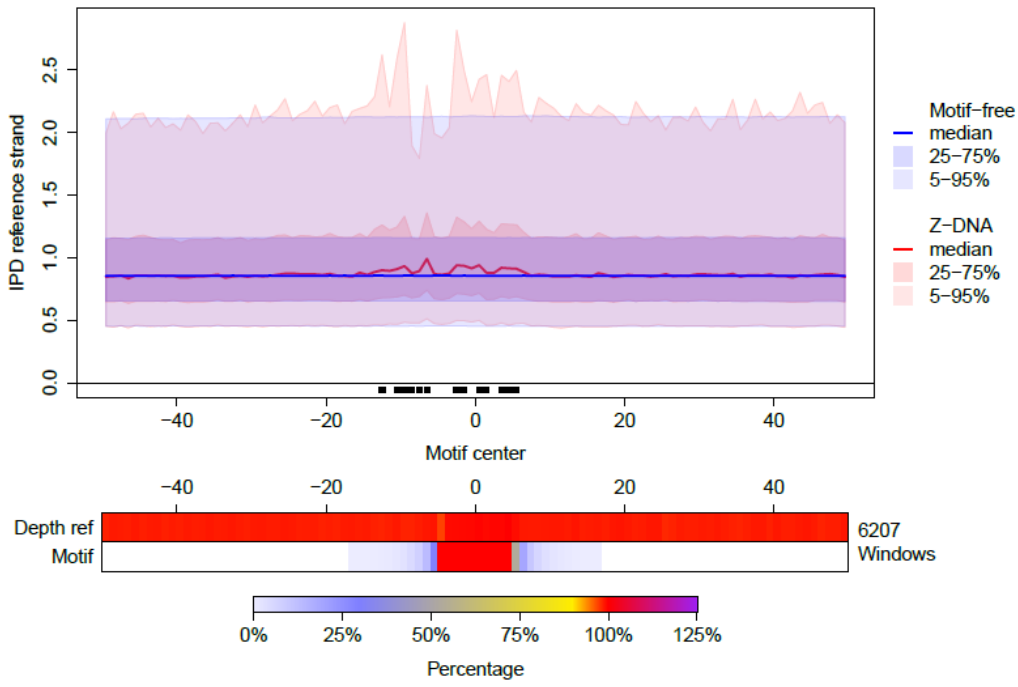 IPD reference strand
2.5
2.0
1.5
1.0
0.5
0.0
−40 −20 0 20 40
Motif center
Motif-free
median
25−75%
5−95%
Z-DNA
median
25−75%
5−95%
−40 −20 0 20 40
Depth ref
Motif
6207
Windows
0% 25% 50% 75% 100% 125%
Percentage